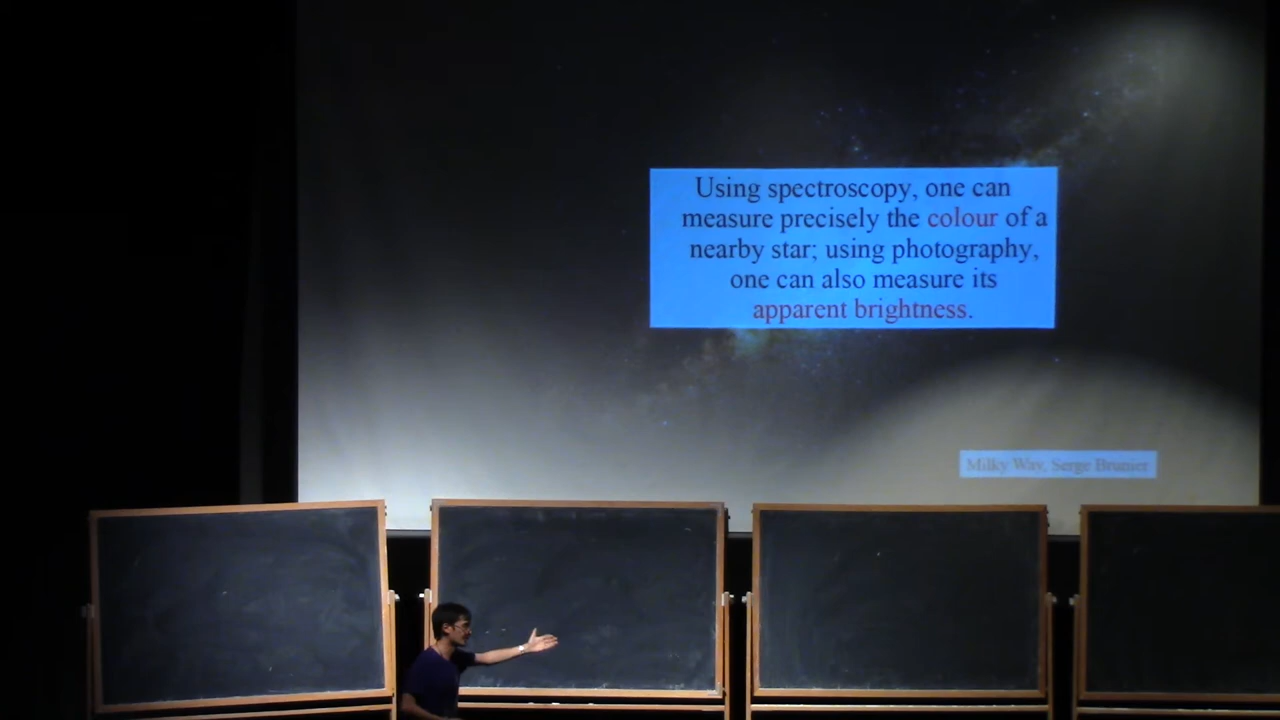 Using spectroscopy, one can
measure precisely the colour of a
nearby star; using photography,
one can also measure its
apparent brightness.
Milky Way, Serge Brunier